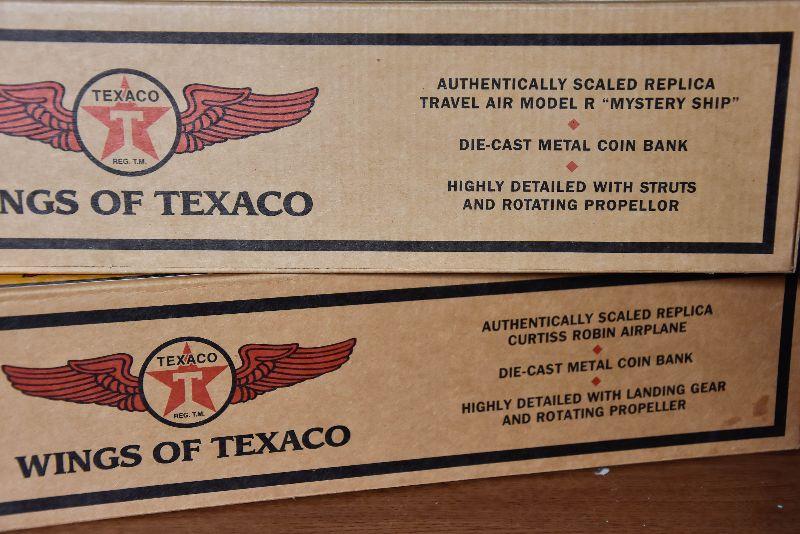 TEXACO
T
REG. T.M.
NGS OF TEXACO
AUTHENTICALLY SCALED REPLICA
TRAVEL AIR MODEL R "MYSTERY SHIP"
DIE-CAST METAL COIN BANK
HIGHLY DETAILED WITH STRUTS
AND ROTATING PROPELLOR
TEXACO
T
REG. T.M.
WINGS OF TEXACO
AUTHENTICALLY SCALED REPLICA
CURTISS ROBIN AIRPLANE
DIE-CAST METAL COIN BANK
HIGHLY DETAILED WITH LANDING GEAR
AND ROTATING PROPELLER